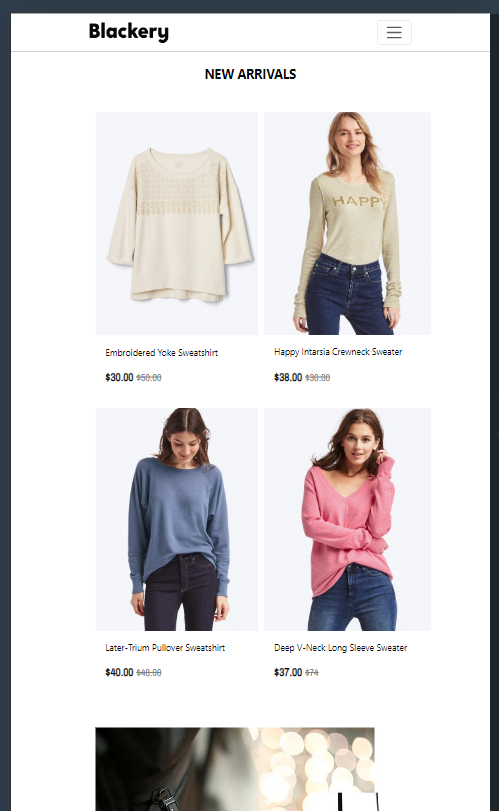 Blackery
NEW ARRIVALS
HAPPY
Embroidered Yoke Sweatshirt
Happy Intarsia Crewneck Sweater
$30.00 $50.00
$38.00 $30.00
Later-Trium Pullover Sweatshirt
Deep V-Neck Long Sleeve Sweater
$40.00 $40.00
$37.00 $74